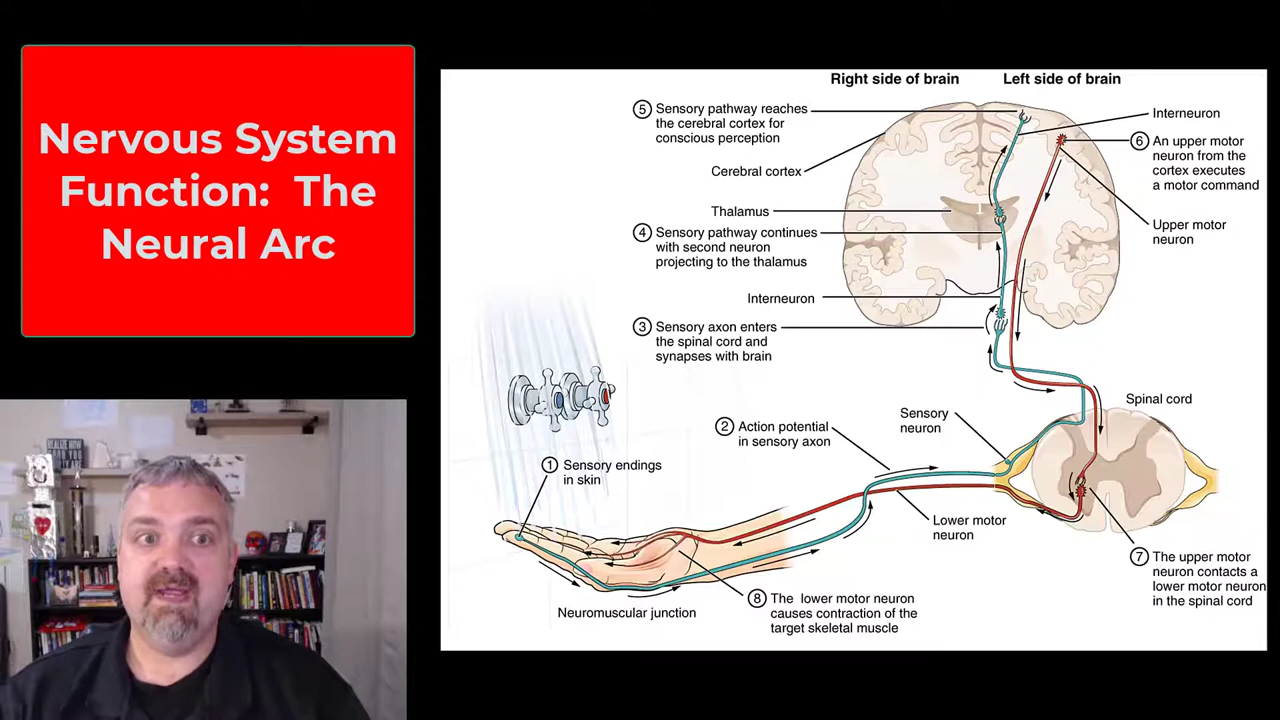 Nervous System
Function: The
Neural Arc
Right side of brain
Left side of brain
5 Sensory pathway reaches
the cerebral cortex for
conscious perception
Cerebral cortex
Thalamus
4 Sensory pathway continues
with second neuron
projecting to the thalamus
Interneuron
3 Sensory axon enters
the spinal cord and
synapses with brain
Interneuron
6 An upper motor
neuron from the
cortex executes
a motor command
Upper motor
neuron
Spinal cord
Sensory
neuron
2 Action potential
in sensory axon
1 Sensory endings
in skin
Lower motor
neuron
7 The upper motor
neuron contacts a
lower motor neuron
in the spinal cord
Neuromuscular junction
8 The lower motor neuron
causes contraction of the
target skeletal muscle